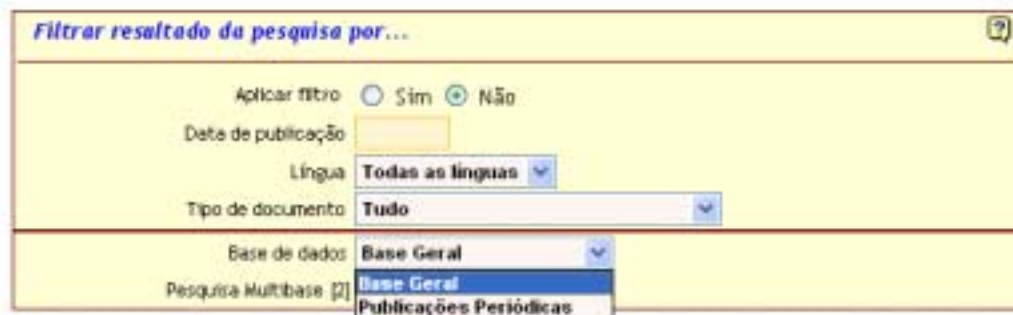 Filtrar resultado da pesquisa por...
Aplicar filtro Sim Não
Data de publicação
Língua Todas as línguas
Tipo de documento Tudo
Base de dados Base Geral
Base Geral
Pesquisa Multibase [2]
Publicações Periódicas